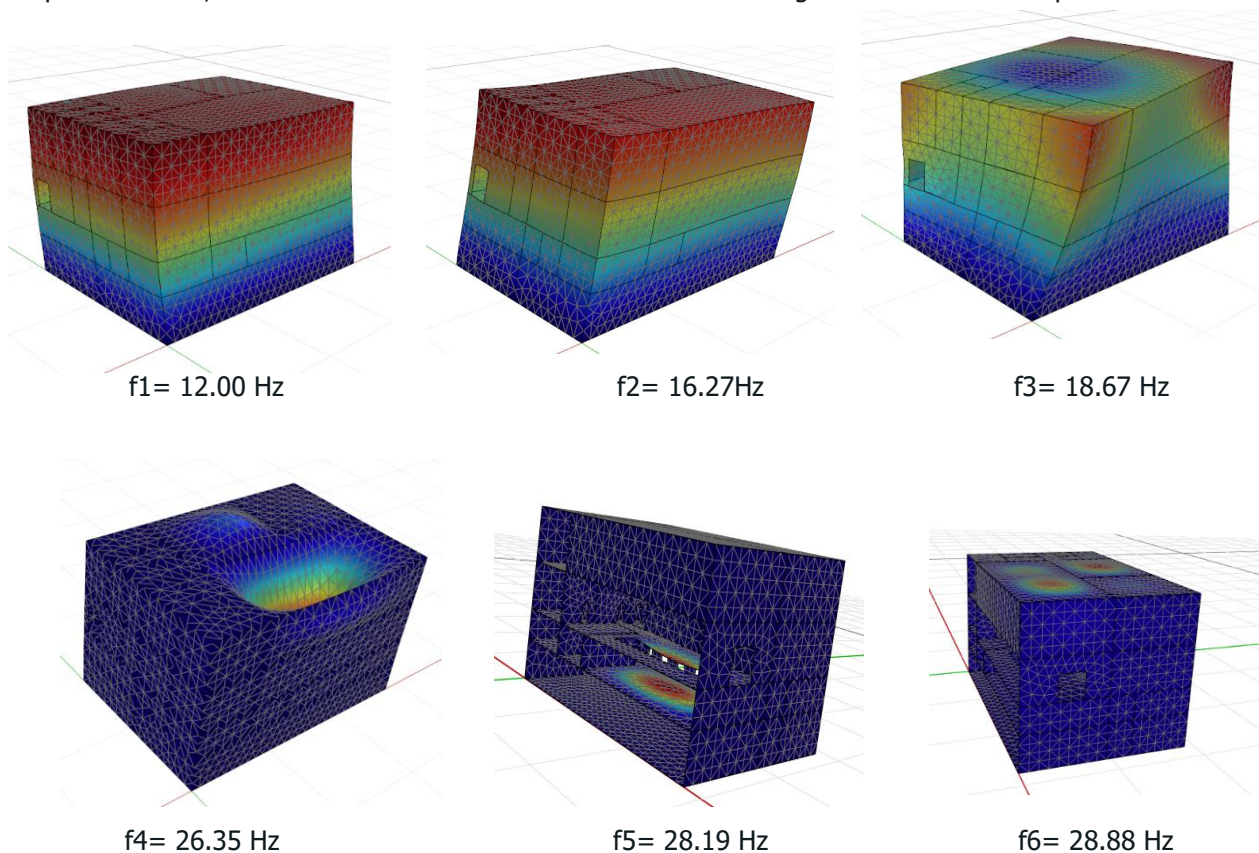 f1= 12.00 Hz
f2= 16.27Hz
f3= 18.67 Hz
f4= 26.35 Hz
f5= 28.19 Hz
f6= 28.88 Hz